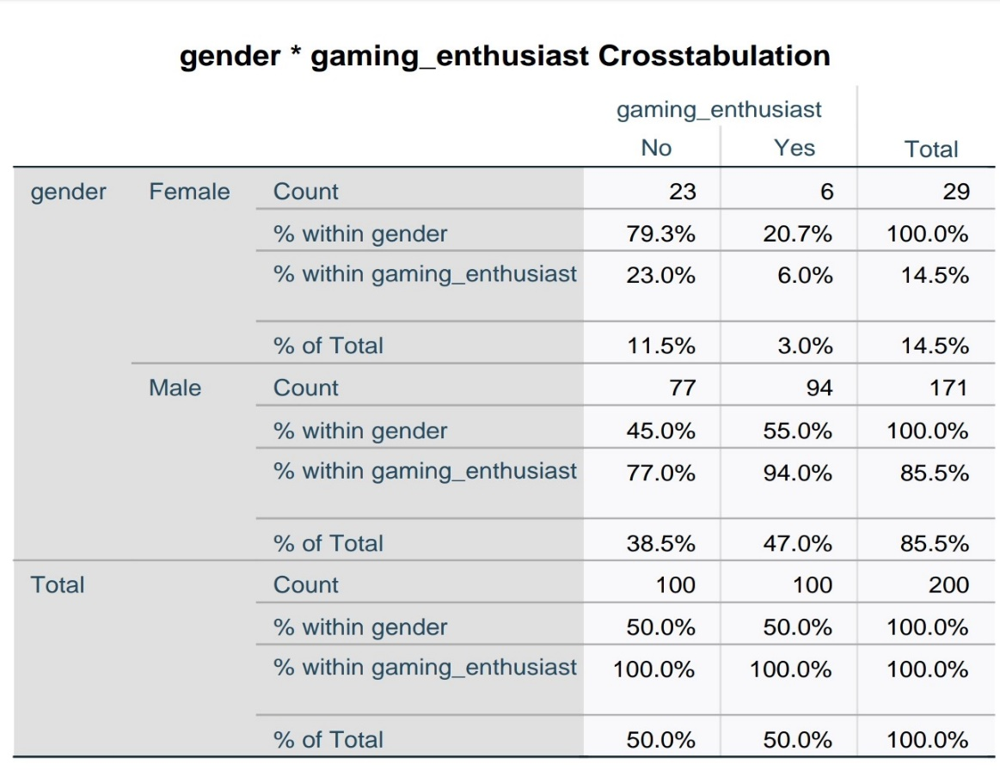 gender * gaming_enthusiast Crosstabulation
gaming_enthusiast
No Yes Total
gender Female Count 23 6 29
% within gender 79.3% 20.7% 100.0%
% within gaming_enthusiast 23.0% 6.0% 14.5%
% of Total 11.5% 3.0% 14.5%
Male Count 77 94 171
% within gender 45.0% 55.0% 100.0%
% within gaming_enthusiast 77.0% 94.0% 85.5%
% of Total 38.5% 47.0% 85.5%
Total Count 100 100 200
% within gender 50.0% 50.0% 100.0%
% within gaming_enthusiast 100.0% 100.0% 100.0%
% of Total 50.0% 50.0% 100.0%